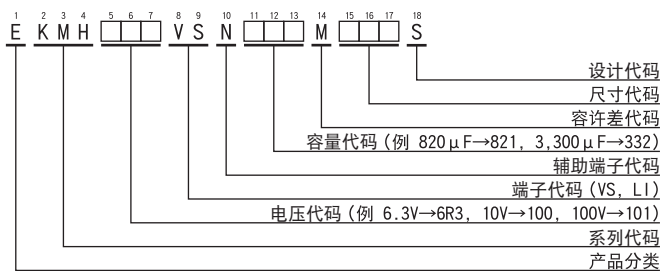 1 2 3 4 5 6 7 8 9 10 11 12 13 14 15 16 17 18
E KMH □□□ VS N □□□ M □□□ S
设计代码
尺寸代码
容许差代码
容量代码 (例 820μF→821, 3,300μF→332)
辅助端子代码
端子代码 (VS, LI)
电压代码 (例 6.3V→6R3, 10V→100, 100V→101)
系列代码
产品分类